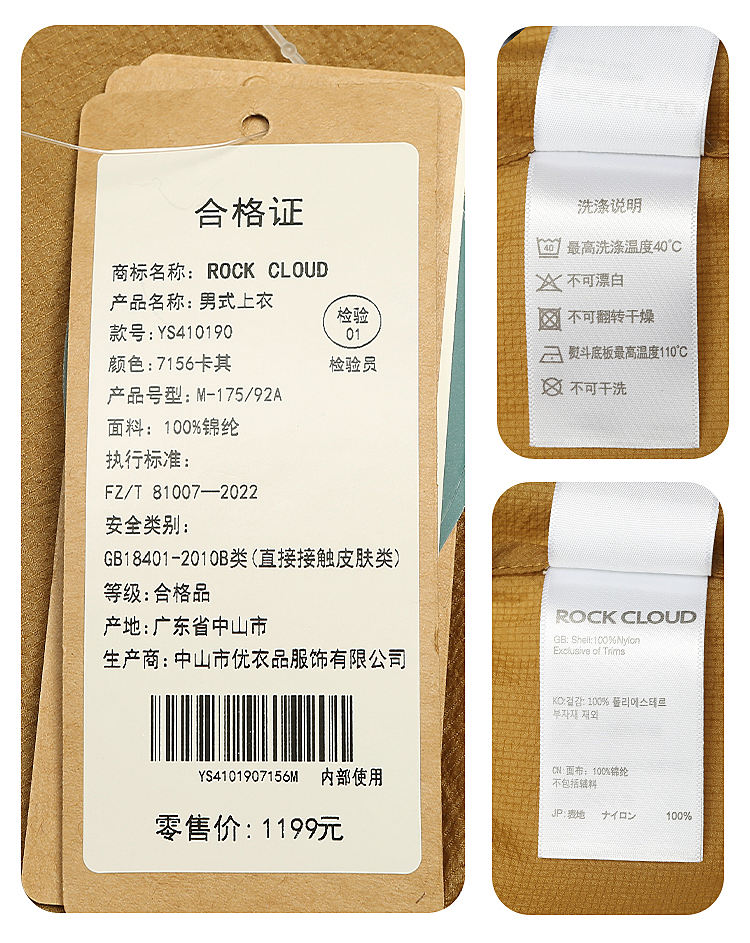 合格证
商标名称: ROCK CLOUD
产品名称: 男式上衣
款号:YS410190
颜色:7156卡其
产品号型: M-175/92A
面料: 100%锦纶
执行标准:
FZ/T 81007—2022
安全类别:
GB18401-2010B类(直接接触皮肤类)
等级:合格品
产地:广东省中山市
生产商:中山市优衣品服饰有限公司
检验
01
检验员
YS4101907156M 内部使用
零售价: 1199元
ROCK CLOUD
洗涤说明
40
最高洗涤温度40℃
不可漂白
不可翻转干燥
熨斗底板最高温度110℃
不可干洗
ROCK CLOUD
GB: Shell:100%Nylon
Exclusive of Trims
KO:겉감: 100% 폴리에스테르
부자재 제외
CN:面布: 100%锦纶
不包括辅料
JP:表地 ナイロン 100%